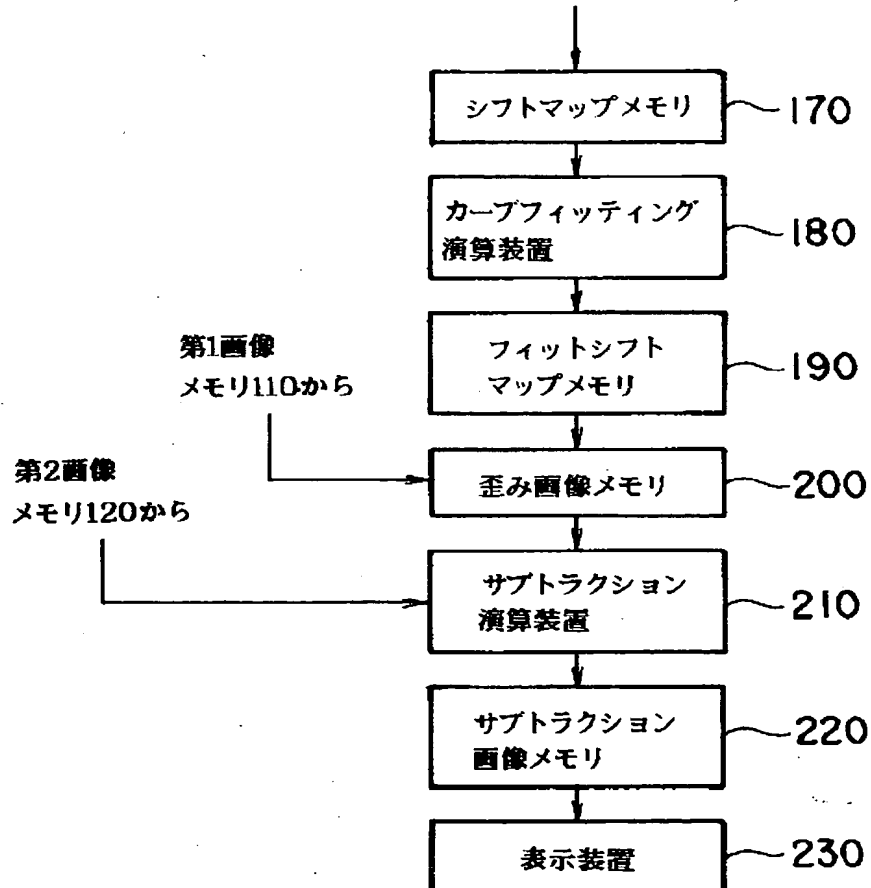 シフトマップメモリ
170
カーブフィッティング
演算装置
180
フィットシフト
マップメモリ
190
第1画像
メモリ110から
歪み画像メモリ
200
第2画像
メモリ120から
サブトラクション
演算装置
210
サブトラクション
画像メモリ
220
表示装置
230